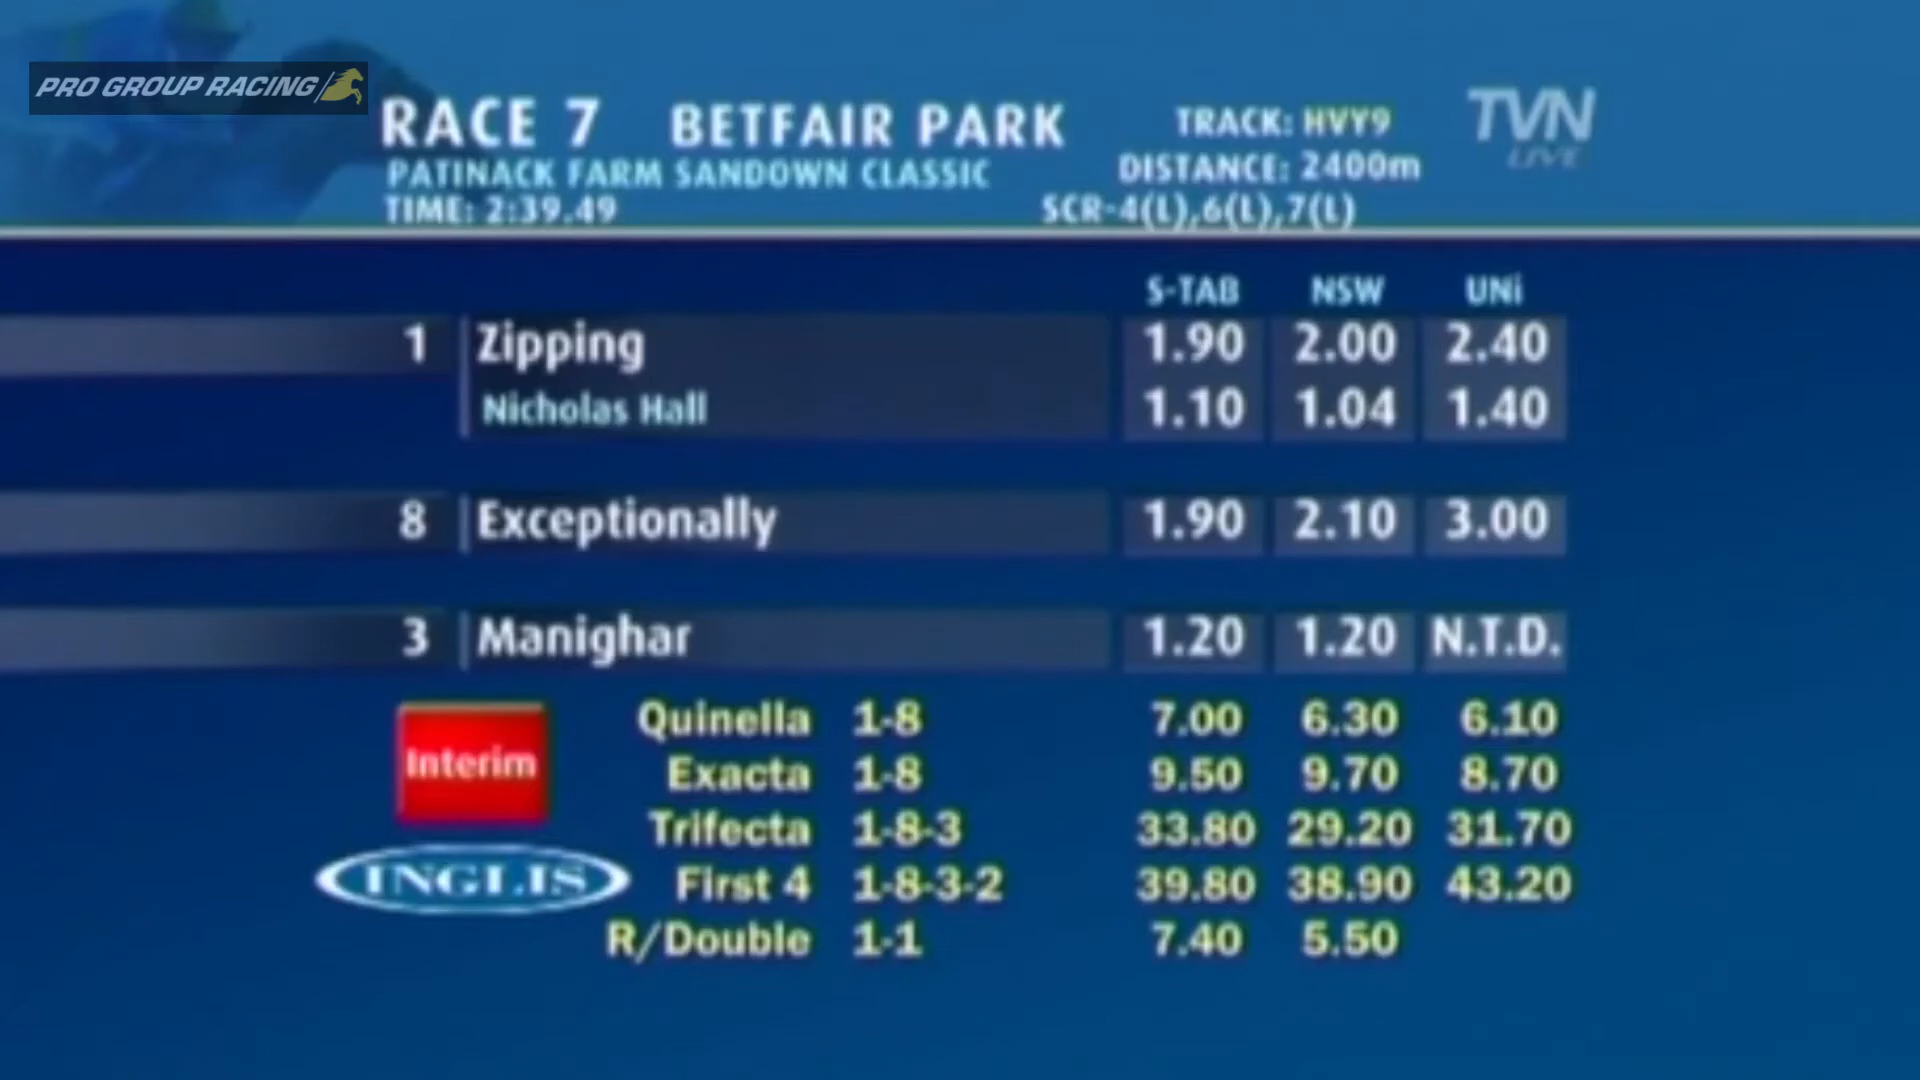 PRO GROUP RACING
RACE 7 BETFAIR PARK TRACK: HVY9 TVN
PATINACK FARM SANDOWN CLASSIC DISTANCE: 2400m LIVE
TIME: 2:39.49 SCR-4(L),6(L),7(L)
S-TAB NSW UNi
1 Zipping 1.90 2.00 2.40
Nicholas Hall 1.10 1.04 1.40
8 Exceptionally 1.90 2.10 3.00
3 Manighar 1.20 1.20 N.T.D.
Quinella 1-8 7.00 6.30 6.10
Interim
Exacta 1-8 9.50 9.70 8.70
Trifecta 1-8-3 33.80 29.20 31.70
INGLIS
First 4 1-8-3-2 39.80 38.90 43.20
R/Double 1-1 7.40 5.50